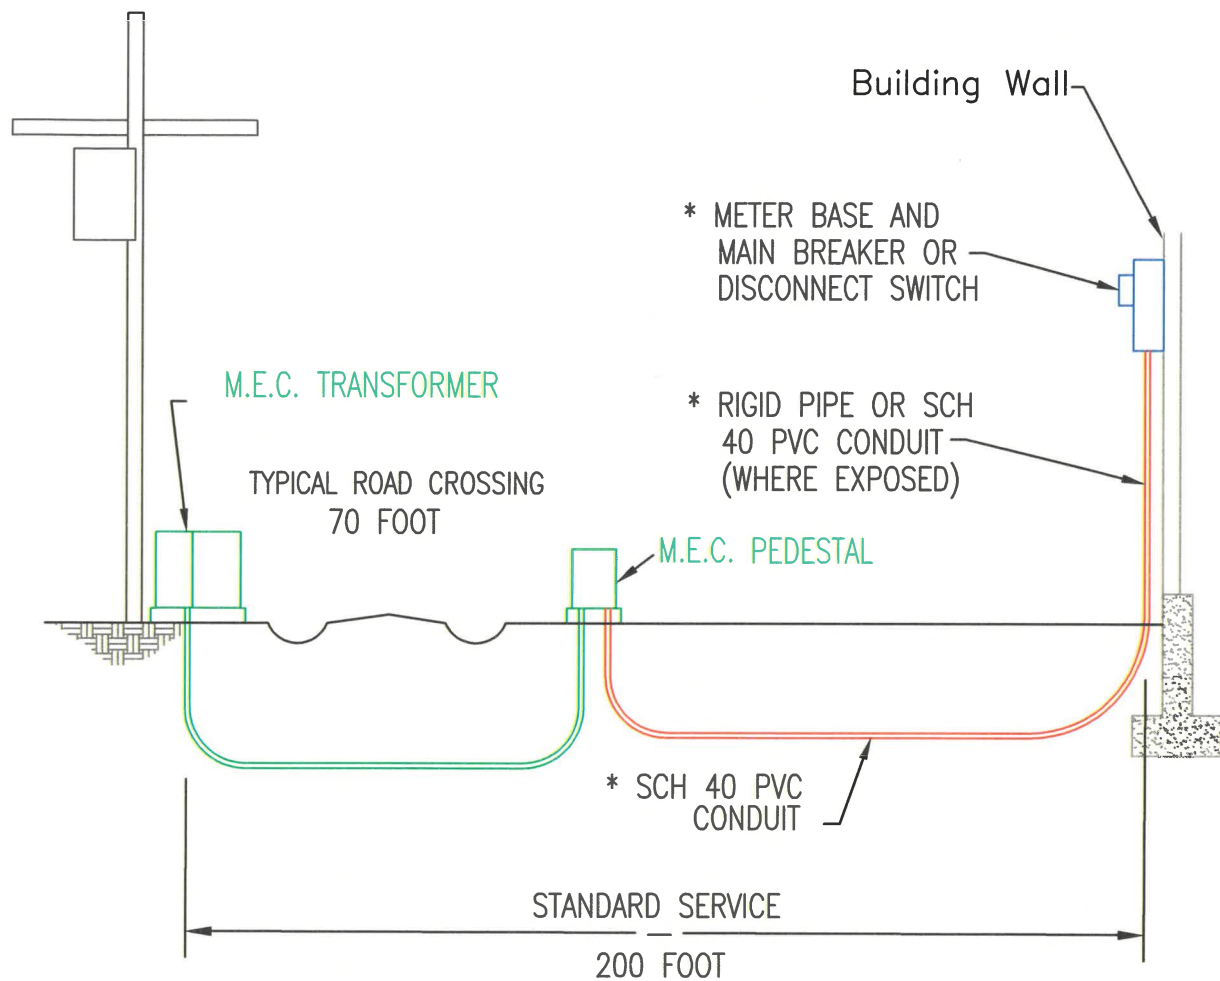 Building Wall
* METER BASE AND
MAIN BREAKER OR
DISCONNECT SWITCH
M.E.C. TRANSFORMER
* RIGID PIPE OR SCH
40 PVC CONDUIT
(WHERE EXPOSED)
TYPICAL ROAD CROSSING
70 FOOT
M.E.C. PEDESTAL
* SCH 40 PVC
CONDUIT
STANDARD SERVICE
200 FOOT